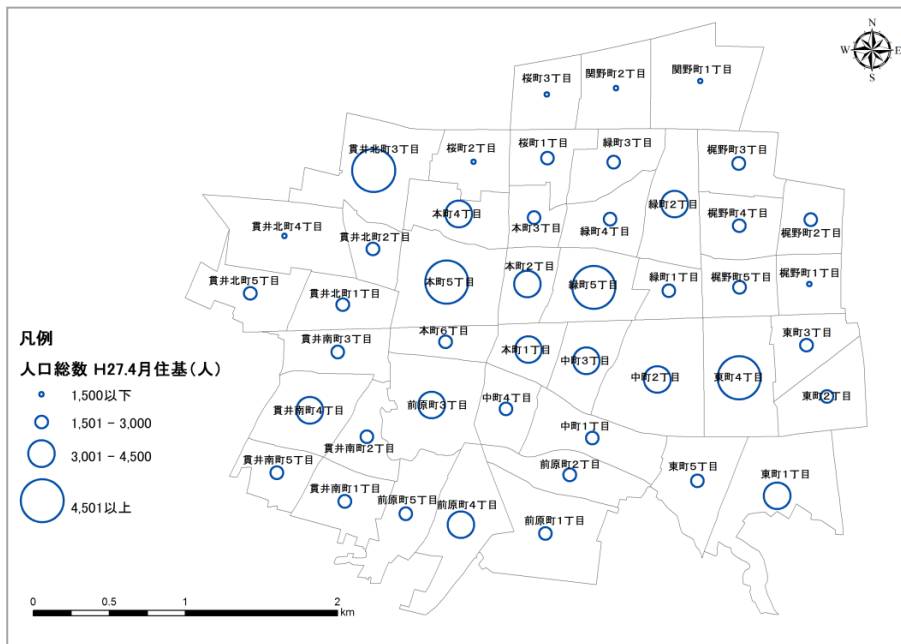 N
W
E
S
関野町1丁目
関野町2丁目
桜町3丁目
桜町1丁目
緑町3丁目
梶野町3丁目
貫井北町3丁目
桜町2丁目
緑町2丁目
本町4丁目
梶野町4丁目
本町3丁目
緑町4丁目
梶野町2丁目
貫井北町4丁目
貫井北町2丁目
本町2丁目
本町5丁目
緑町5丁目
緑町1丁目
梶野町5丁目
梶野町1丁目
貫井北町5丁目
貫井北町1丁目
本町6丁目
東町3丁目
貫井南町3丁目
本町1丁目
中町3丁目
中町2丁目
東町4丁目
東町2丁目
中町4丁目
前原町3丁目
貫井南町4丁目
中町1丁目
貫井南町2丁目
貫井南町5丁目
前原町2丁目
東町5丁目
東町1丁目
貫井南町1丁目
前原町5丁目
前原町4丁目
前原町1丁目
凡例
人口総数 H27.4月住基(人)
1,500以下
1,501 - 3,000
3,001 - 4,500
4,501以上
0 0.5 1 2
km